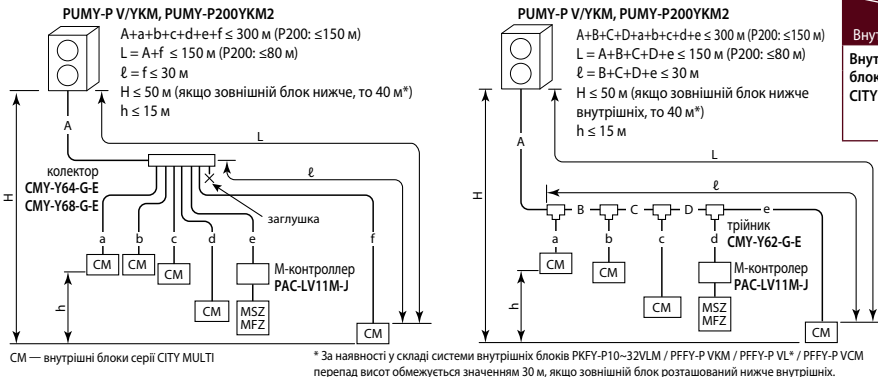 PUMY-P V/YKM, PUMY-P200YKM2
A+a+b+c+d+e+f ≤ 300 м (P200: ≤150 м)
L = A+f ≤ 150 м (P200: ≤80 м)
ℓ = f ≤ 30 м
H ≤ 50 м (якщо зовнішній блок нижче, то 40 м*)
h ≤ 15 м
A
L
H
колектор
CMY-Y64-G-E
CMY-Y68-G-E
ℓ
заглушка
a
b
c
d
e
f
CM
CM
CM
CM
М-контроллер
PAC-LV11M-J
MSZ
MFZ
h
CM
CM — внутрішні блоки серії CITY MULTI
PUMY-P V/YKM, PUMY-P200YKM2
A+B+C+D+a+b+c+d+e ≤ 300 м (P200: ≤150 м)
L = A+B+C+D+e ≤ 150 м (P200: ≤80 м)
ℓ = B+C+D+e ≤ 30 м
H ≤ 50 м (якщо зовнішній блок нижче
внутрішніх, то 40 м*)
h ≤ 15 м
A
L
H
ℓ
B
C
D
e
трійник
CMY-Y62-G-E
a
b
c
d
CM
CM
CM
М-контроллер
PAC-LV11M-J
MSZ
MFZ
h
CM
* За наявності у складі системи внутрішніх блоків PKFY-P10~32VLM / PFFY-P VKM / PFFY-P VL* / PFFY-P VCM
перепад висот обмежується значенням 30 м, якщо зовнішній блок розташований нижче внутрішніх.
CITY